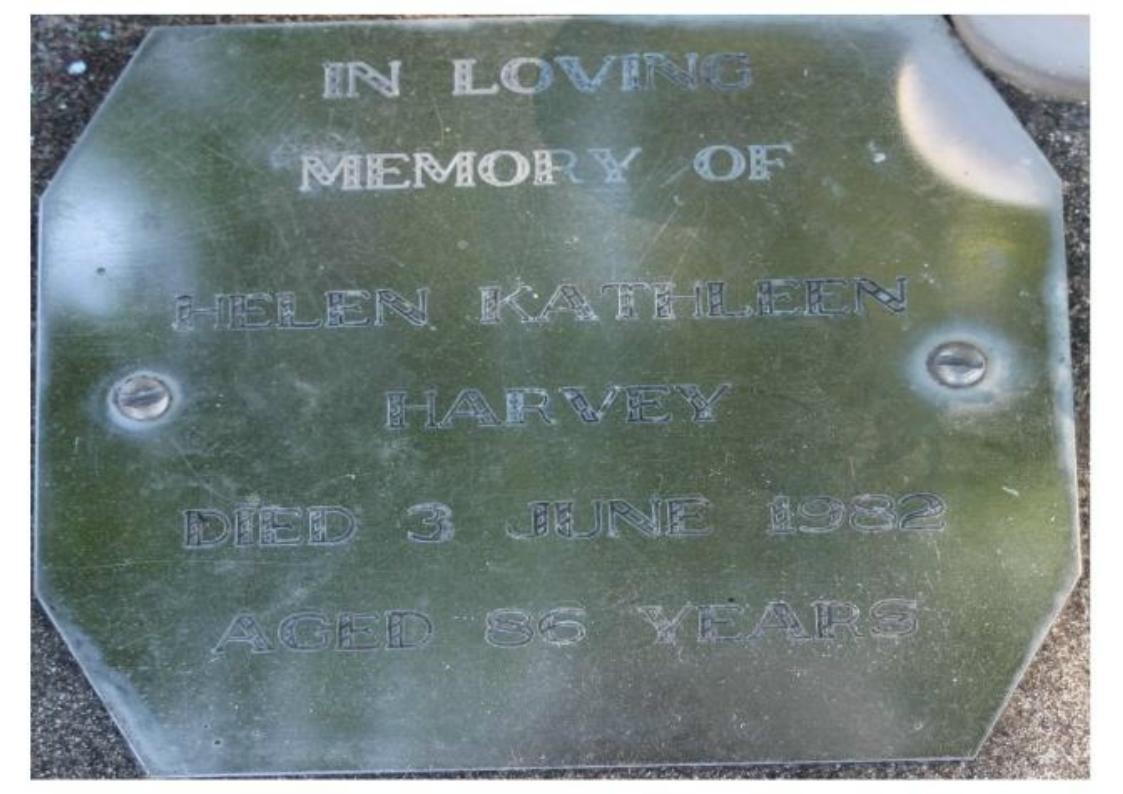 IN LOVING
MEMORY OF
HELEN KATHLEEN
HARVEY
DIED 3 JUNE 1982
AGED 86 YEARS